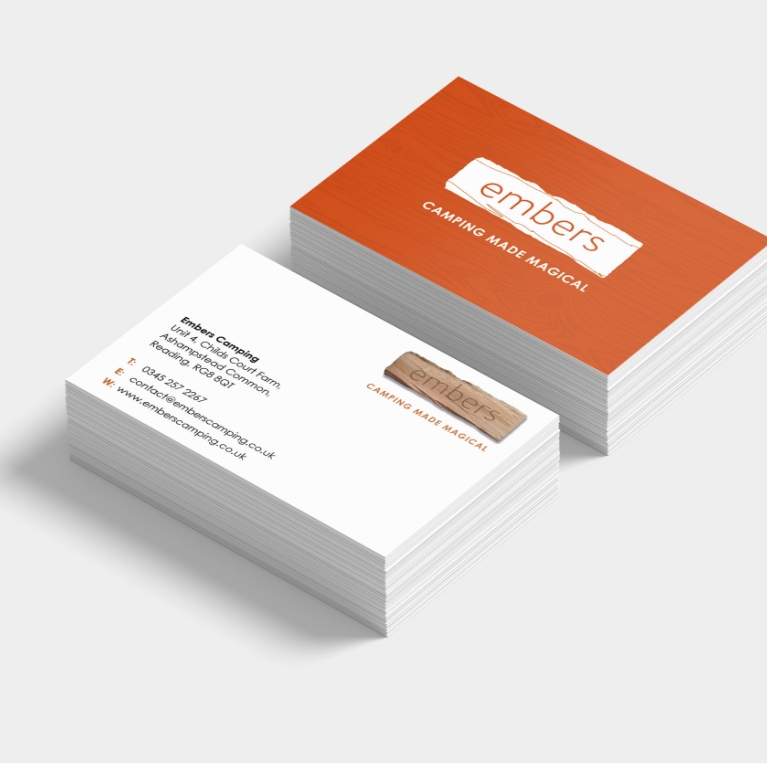 embers
CAMPING MADE MAGICAL
Embers Camping
Unit 4, Childs Court Farm,
Ashampstead Common,
Reading, RG8 8QT
T: 0345 257 2267
E: contact@emberscamping.co.uk
W: www.emberscamping.co.uk
embers
CAMPING MADE MAGICAL